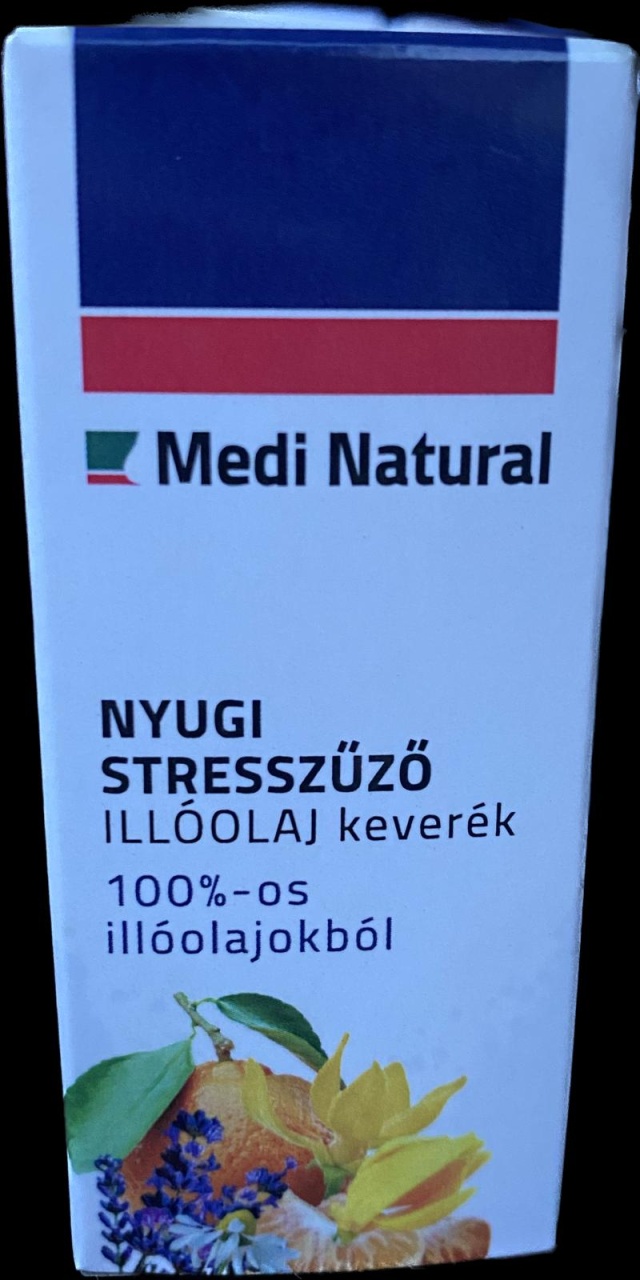 Medi Natural
NYUGI
STRESSZŰZŐ
ILLÓOLAJ keverék
100%-os
illóolajokból